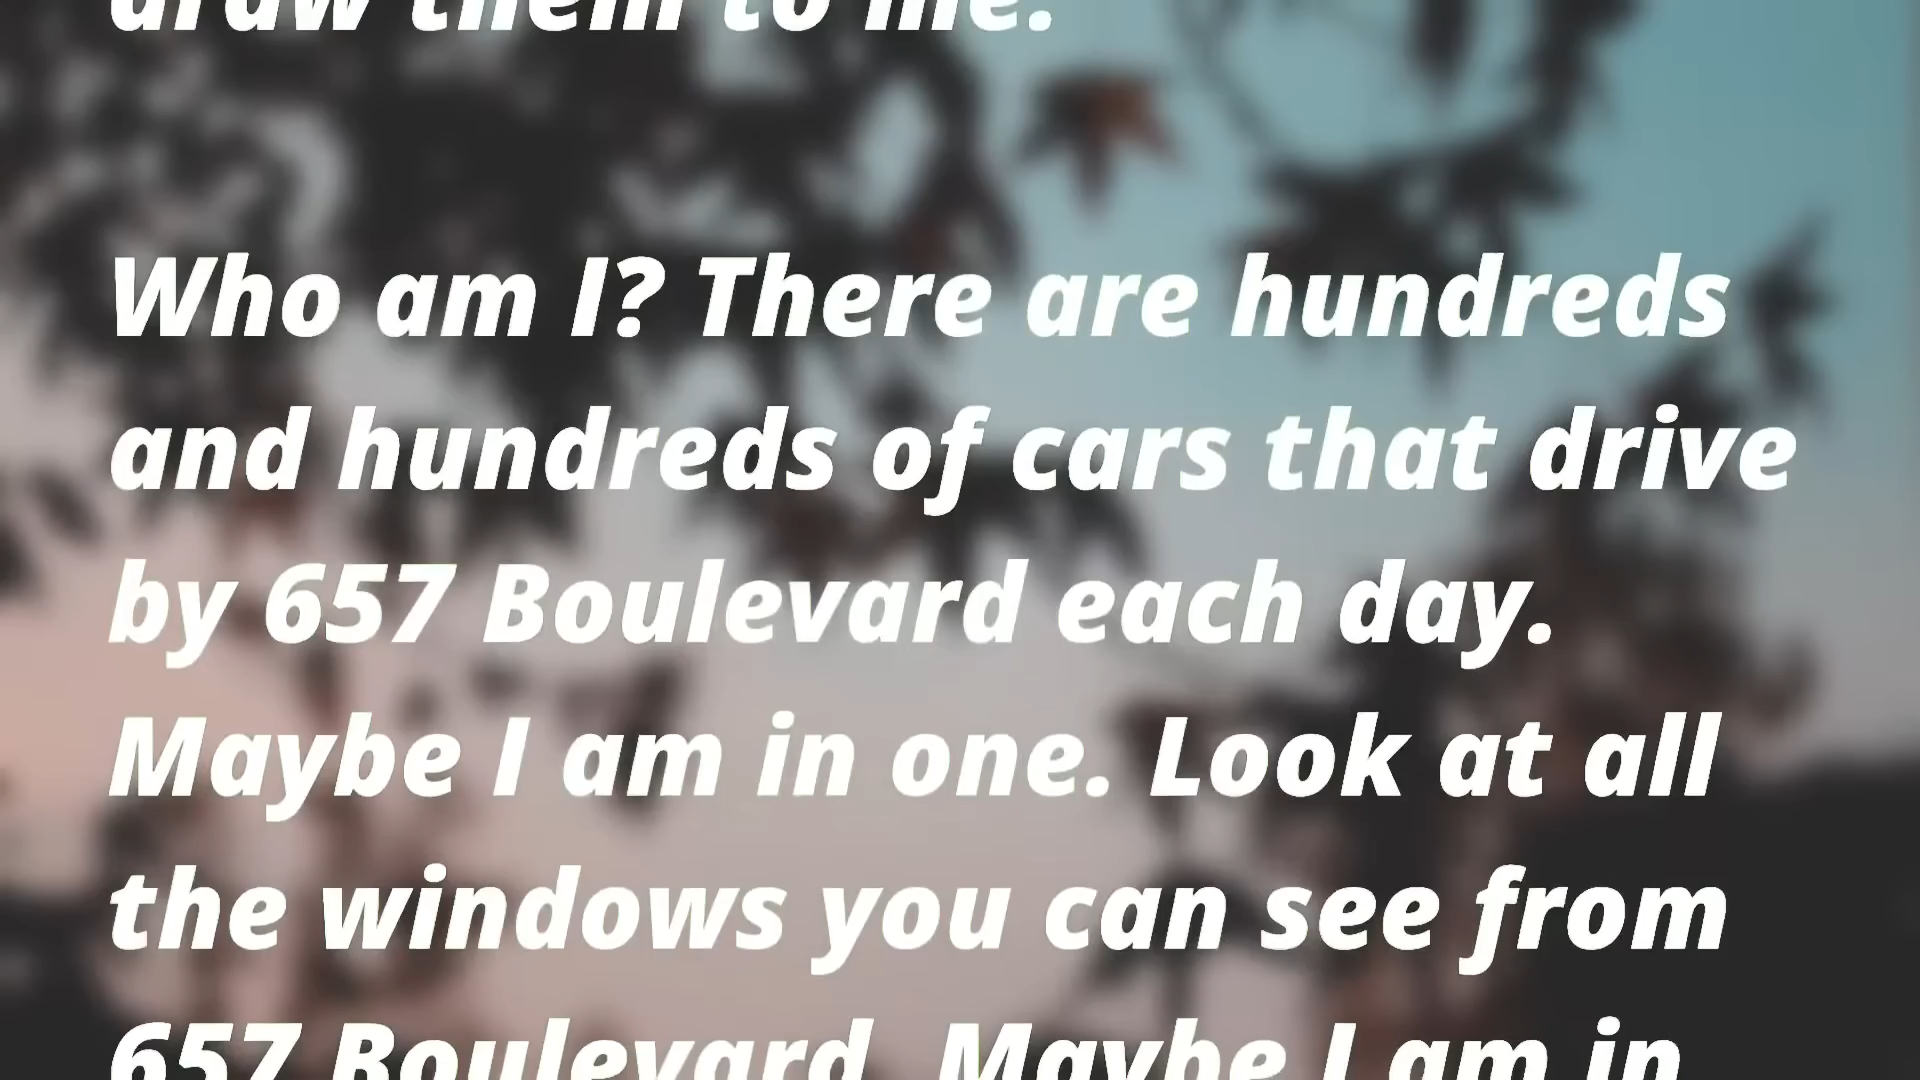 draw them to me.
Who am I? There are hundreds
and hundreds of cars that drive
by 657 Boulevard each day.
Maybe I am in one. Look at all
the windows you can see from
657 Boulevard. Maybe I am in